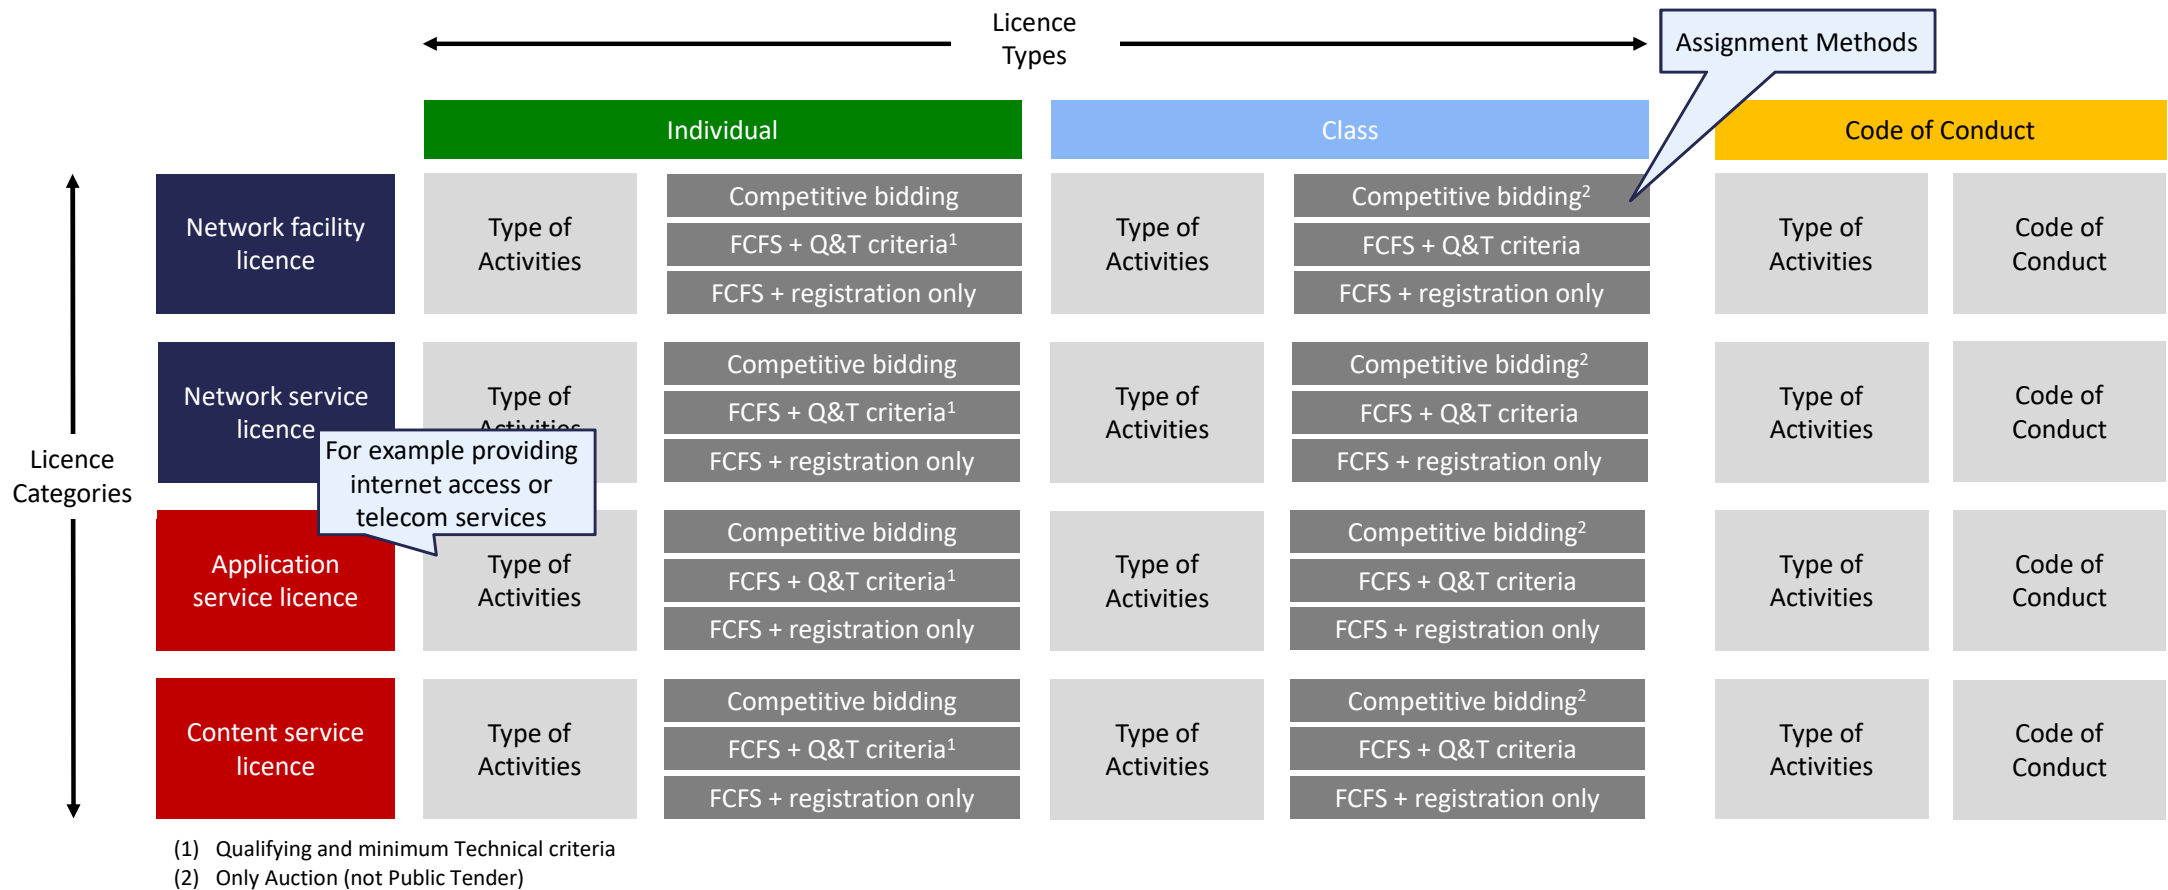 Licence
Types
Assignment Methods
Individual
Class
Code of Conduct
Licence
Categories
Network facility
licence
Type of
Activities
Competitive bidding
FCFS + Q&T criteria¹
FCFS + registration only
Type of
Activities
Competitive bidding²
FCFS + Q&T criteria
FCFS + registration only
Type of
Activities
Code of
Conduct
Network service
licence
Type of
Activities
Competitive bidding
FCFS + Q&T criteria¹
FCFS + registration only
Type of
Activities
Competitive bidding²
FCFS + Q&T criteria
FCFS + registration only
Type of
Activities
Code of
Conduct
For example providing
internet access or
telecom services
Application
service licence
Type of
Activities
Competitive bidding
FCFS + Q&T criteria¹
FCFS + registration only
Type of
Activities
Competitive bidding²
FCFS + Q&T criteria
FCFS + registration only
Type of
Activities
Code of
Conduct
Content service
licence
Type of
Activities
Competitive bidding
FCFS + Q&T criteria¹
FCFS + registration only
Type of
Activities
Competitive bidding²
FCFS + Q&T criteria
FCFS + registration only
Type of
Activities
Code of
Conduct
(1) Qualifying and minimum Technical criteria
(2) Only Auction (not Public Tender)